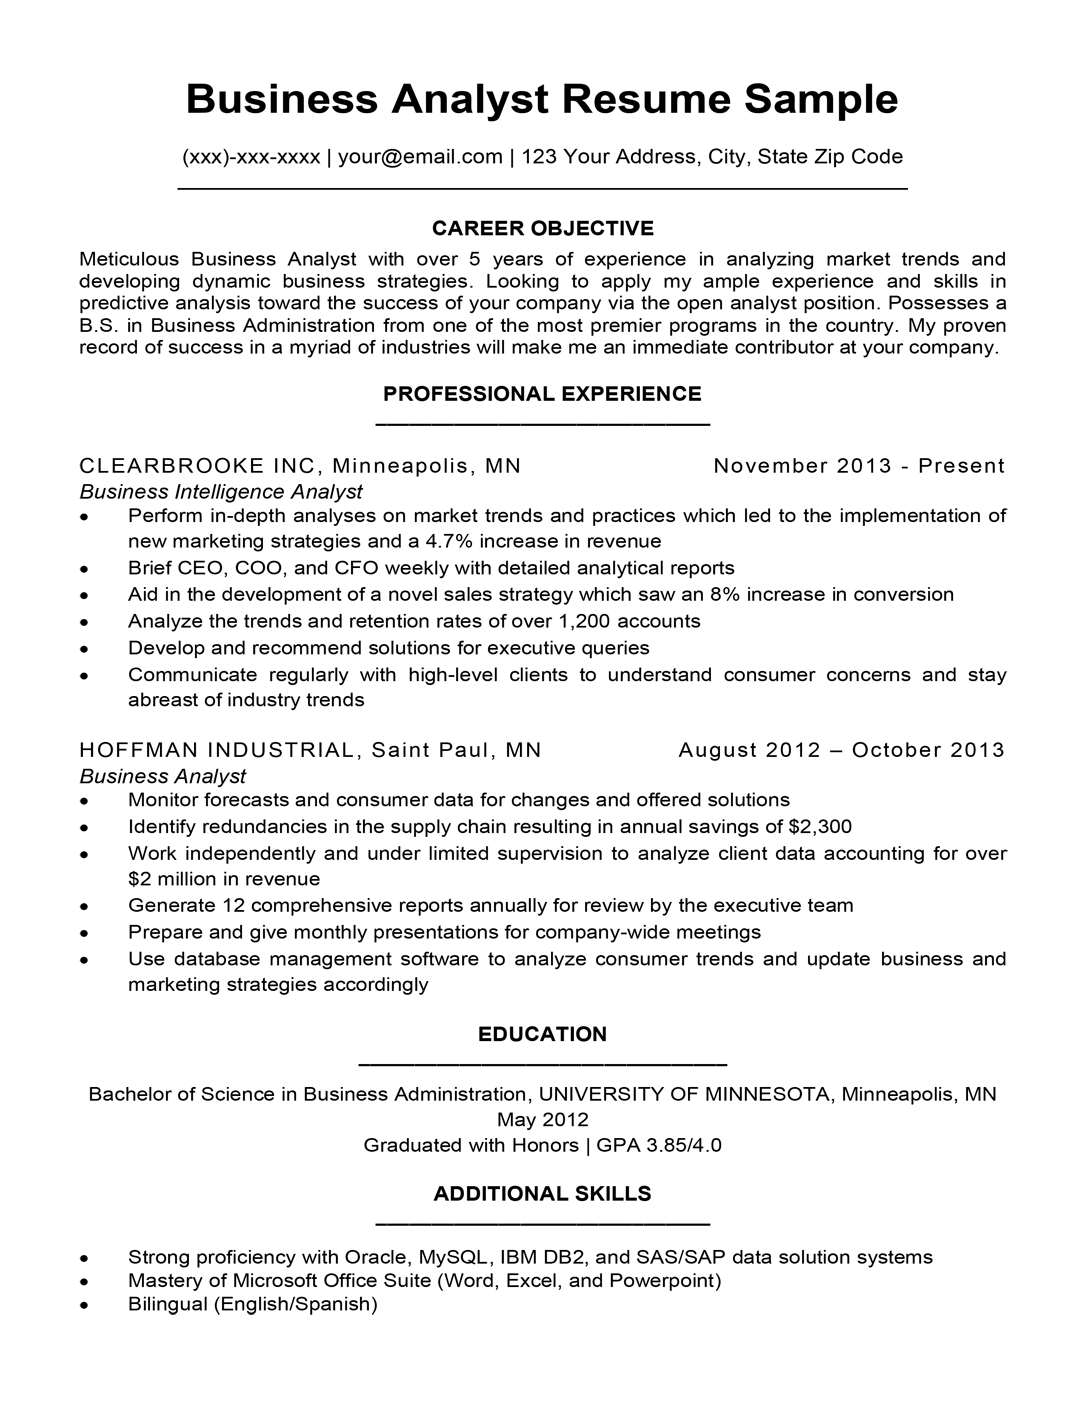 Business Analyst Resume Sample
(xxx)-xxx-xxxx | your@email.com | 123 Your Address, City, State Zip Code
CAREER OBJECTIVE
Meticulous Business Analyst with over 5 years of experience in analyzing market trends and
developing dynamic business strategies. Looking to apply my ample experience and skills in
predictive analysis toward the success of your company via the open analyst position. Possesses a
B.S. in Business Administration from one of the most premier programs in the country. My proven
record of success in a myriad of industries will make me an immediate contributor at your company.
PROFESSIONAL EXPERIENCE
CLEARBROOKE INC, Minneapolis, MN November 2013 - Present
Business Intelligence Analyst
• Perform in-depth analyses on market trends and practices which led to the implementation of
new marketing strategies and a 4.7% increase in revenue
• Brief CEO, COO, and CFO weekly with detailed analytical reports
• Aid in the development of a novel sales strategy which saw an 8% increase in conversion
• Analyze the trends and retention rates of over 1,200 accounts
• Develop and recommend solutions for executive queries
• Communicate regularly with high-level clients to understand consumer concerns and stay
abreast of industry trends
HOFFMAN INDUSTRIAL, Saint Paul, MN August 2012 – October 2013
Business Analyst
• Monitor forecasts and consumer data for changes and offered solutions
• Identify redundancies in the supply chain resulting in annual savings of $2,300
• Work independently and under limited supervision to analyze client data accounting for over
$2 million in revenue
• Generate 12 comprehensive reports annually for review by the executive team
• Prepare and give monthly presentations for company-wide meetings
• Use database management software to analyze consumer trends and update business and
marketing strategies accordingly
EDUCATION
Bachelor of Science in Business Administration, UNIVERSITY OF MINNESOTA, Minneapolis, MN
May 2012
Graduated with Honors | GPA 3.85/4.0
ADDITIONAL SKILLS
• Strong proficiency with Oracle, MySQL, IBM DB2, and SAS/SAP data solution systems
• Mastery of Microsoft Office Suite (Word, Excel, and Powerpoint)
• Bilingual (English/Spanish)